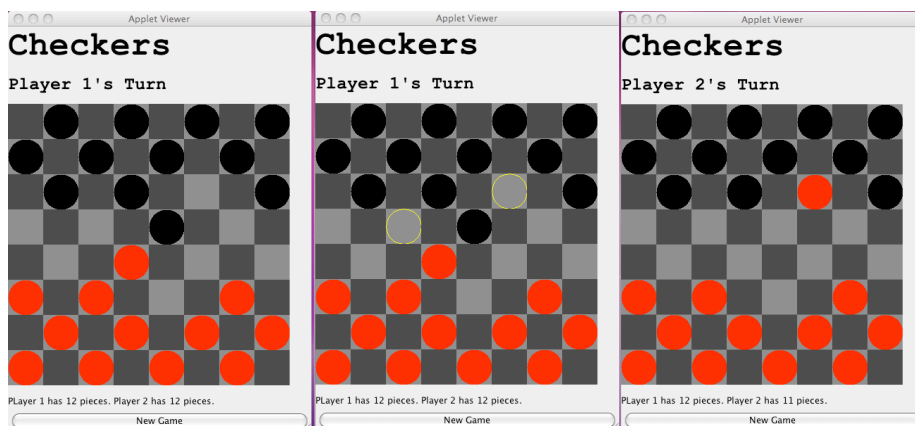 Applet Viewer
Checkers
Player 1's Turn
PLayer 1 has 12 pieces. Player 2 has 12 pieces.
New Game
Applet Viewer
Checkers
Player 1's Turn
PLayer 1 has 12 pieces. Player 2 has 12 pieces.
New Game
Applet Viewer
Checkers
Player 2's Turn
PLayer 1 has 12 pieces. Player 2 has 11 pieces.
New Game